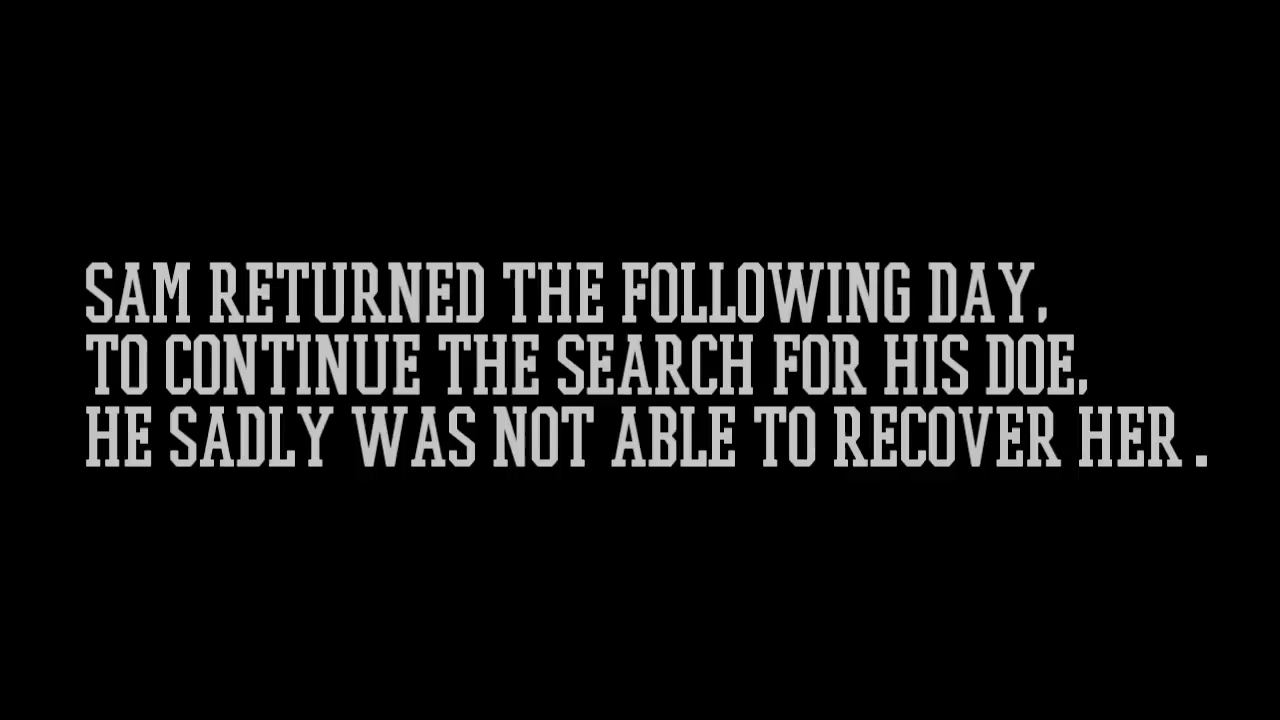 SAM RETURNED THE FOLLOWING DAY,
TO CONTINUE THE SEARCH FOR HIS DOE,
HE SADLY WAS NOT ABLE TO RECOVER HER .